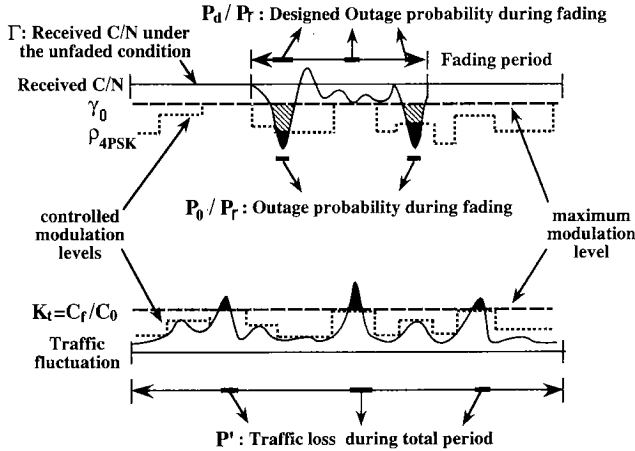 P_d / P_r : Designed Outage probability during fading
Γ: Received C/N under
the unfaded condition
Fading period
Received C/N
γ_0
ρ_4PSK
controlled
modulation
levels
P_0 / P_r : Outage probability during fading
maximum
modulation
level
K_t=C_f/C_0
Traffic
fluctuation
P' : Traffic loss during total period